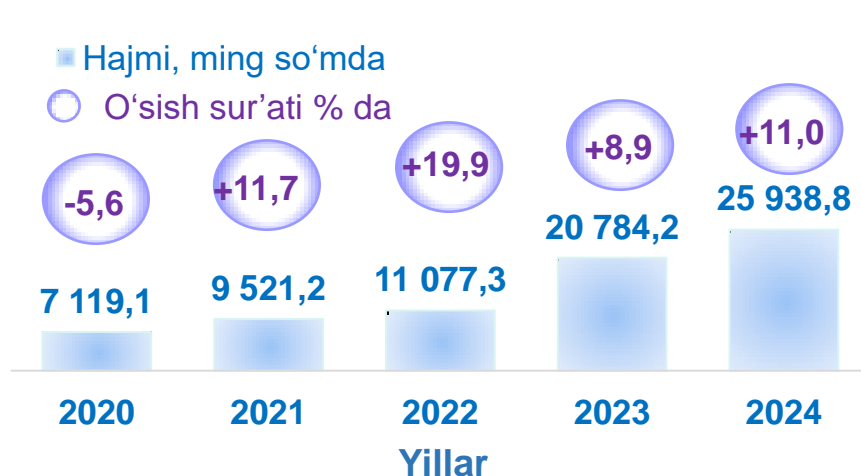 Hajmi, ming so‘mda
O‘sish sur’ati % da
-5,6 +11,7 +19,9 +8,9 +11,0
7 119,1 9 521,2 11 077,3 20 784,2 25 938,8
2020 2021 2022 2023 2024
Yillar